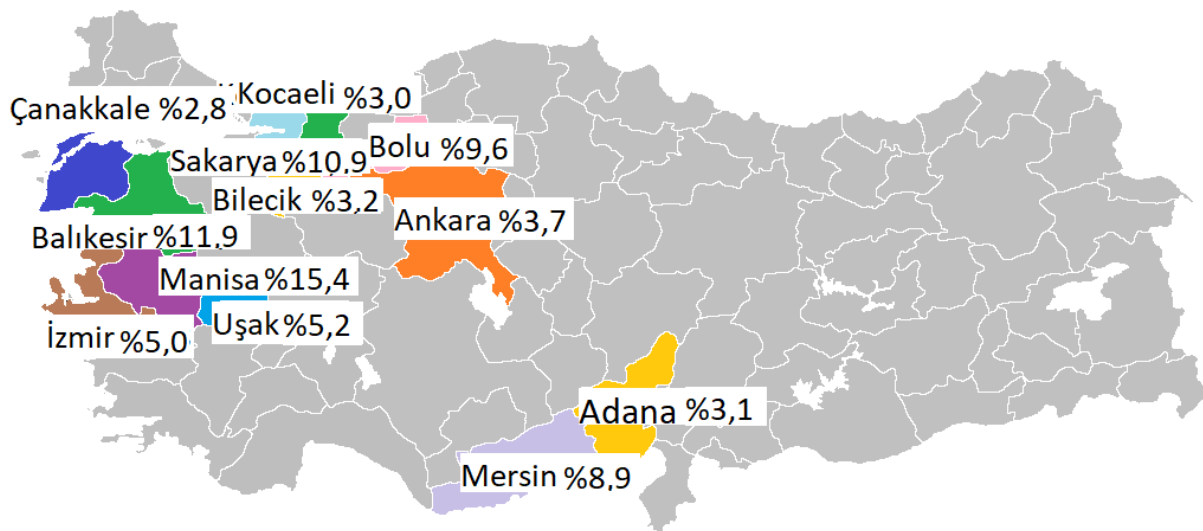 Kocaeli %3,0
Çanakkale %2,8
Bolu %9,6
Sakarya %10,9
Bilecik %3,2
Ankara %3,7
Balıkesir %11,9
Manisa %15,4
Uşak %5,2
İzmir %5,0
Adana %3,1
Mersin %8,9